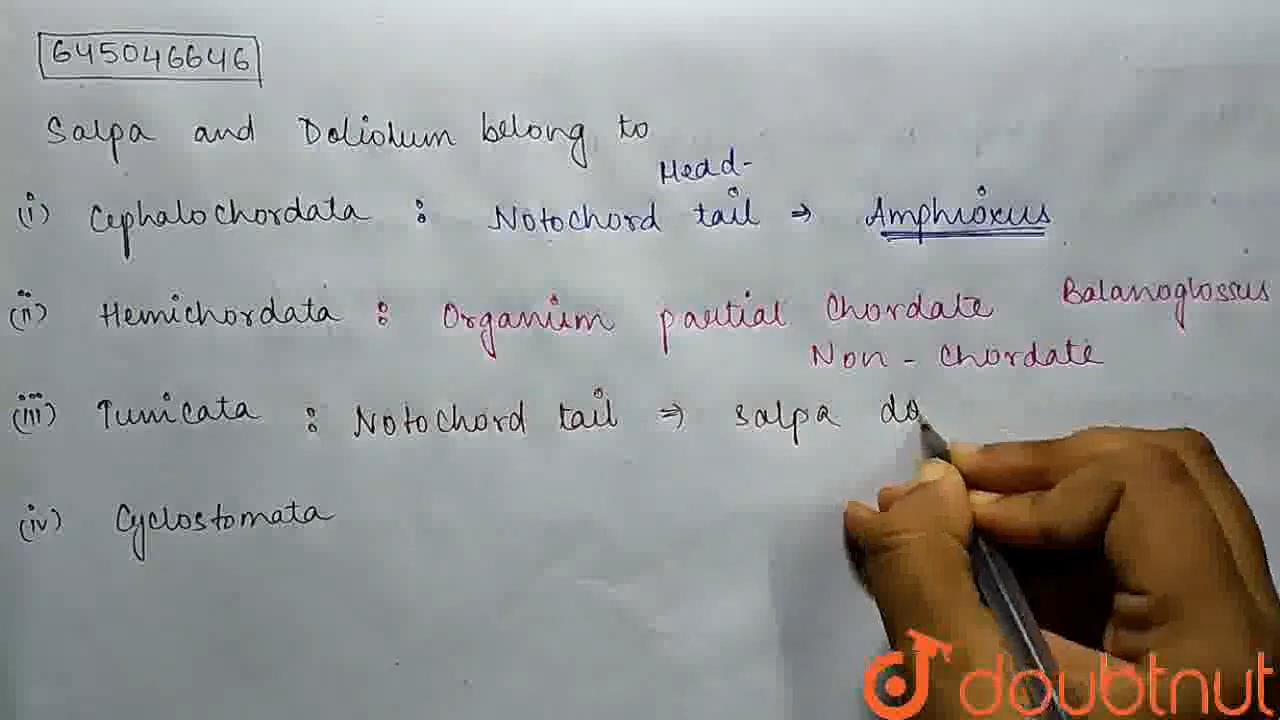 645046646
Salpa and Doliolum belong to
(i) Cephalochordata : Notochord Head-tail ⇒ Amphioxus
(ii) Hemichordata : Organism partial Chordate Balanoglossus
Non-chordate
(iii) Tunicata : Notochord tail ⇒ salpa do
(iv) Cyclostomata
doubtnut